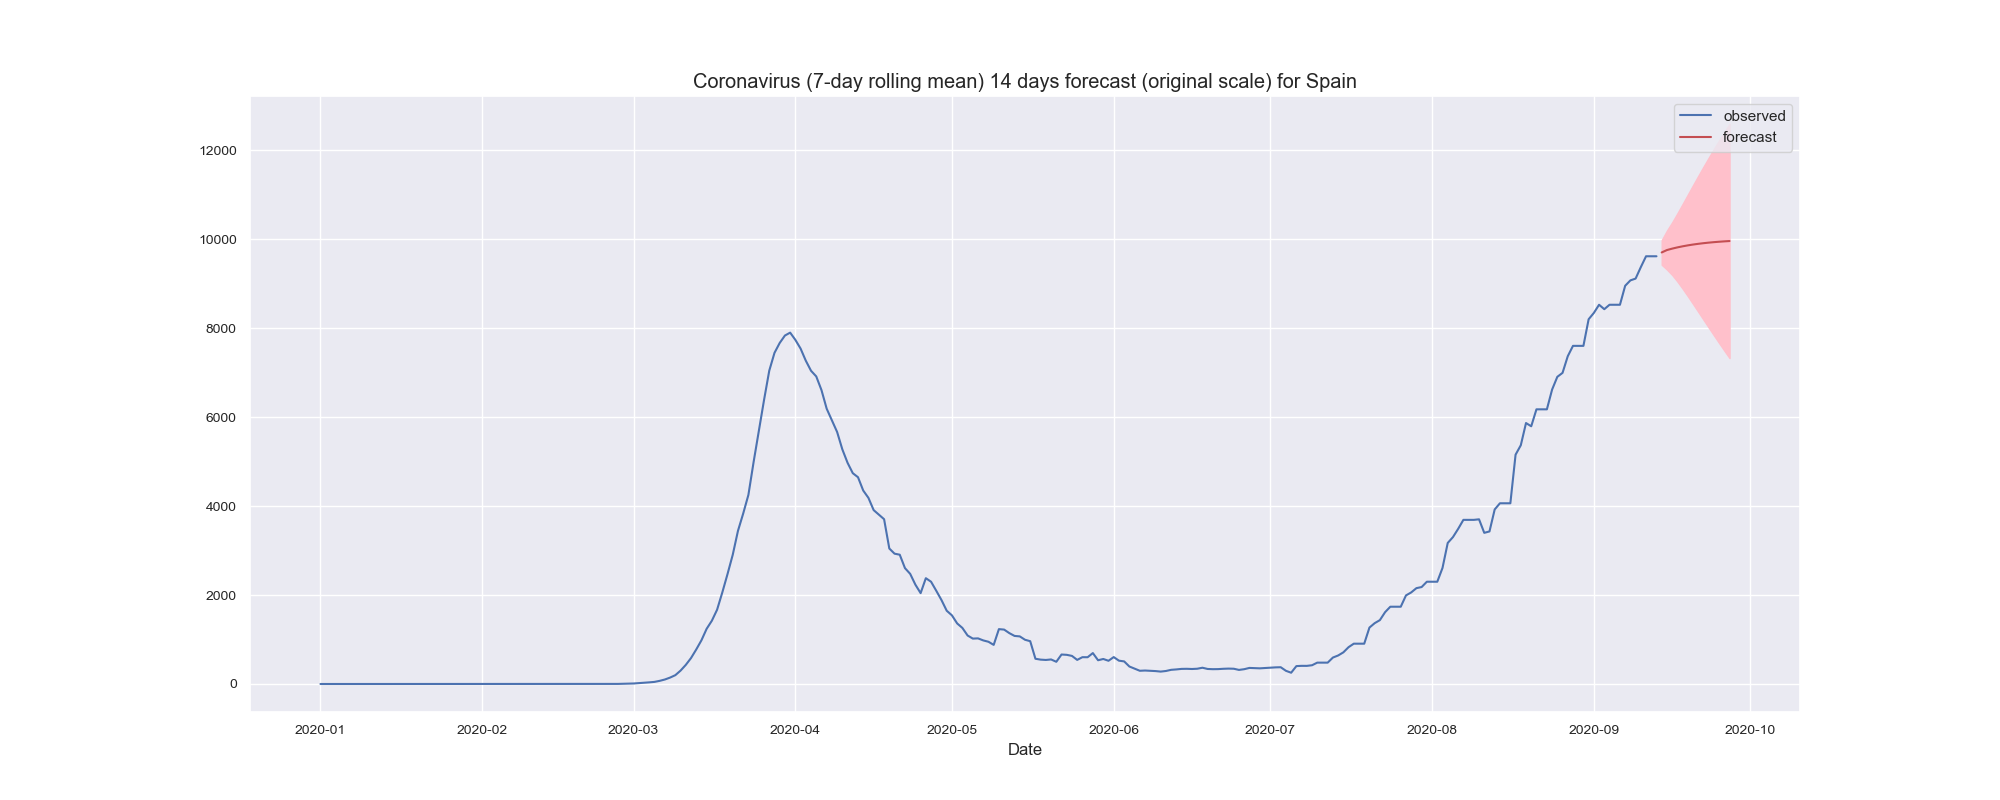 Coronavirus (7-day rolling mean) 14 days forecast (original scale) for Spain
observed
forecast
12000
10000
8000
6000
4000
2000
0
2020-01 2020-02 2020-03 2020-04 2020-05 2020-06 2020-07 2020-08 2020-09 2020-10
Date